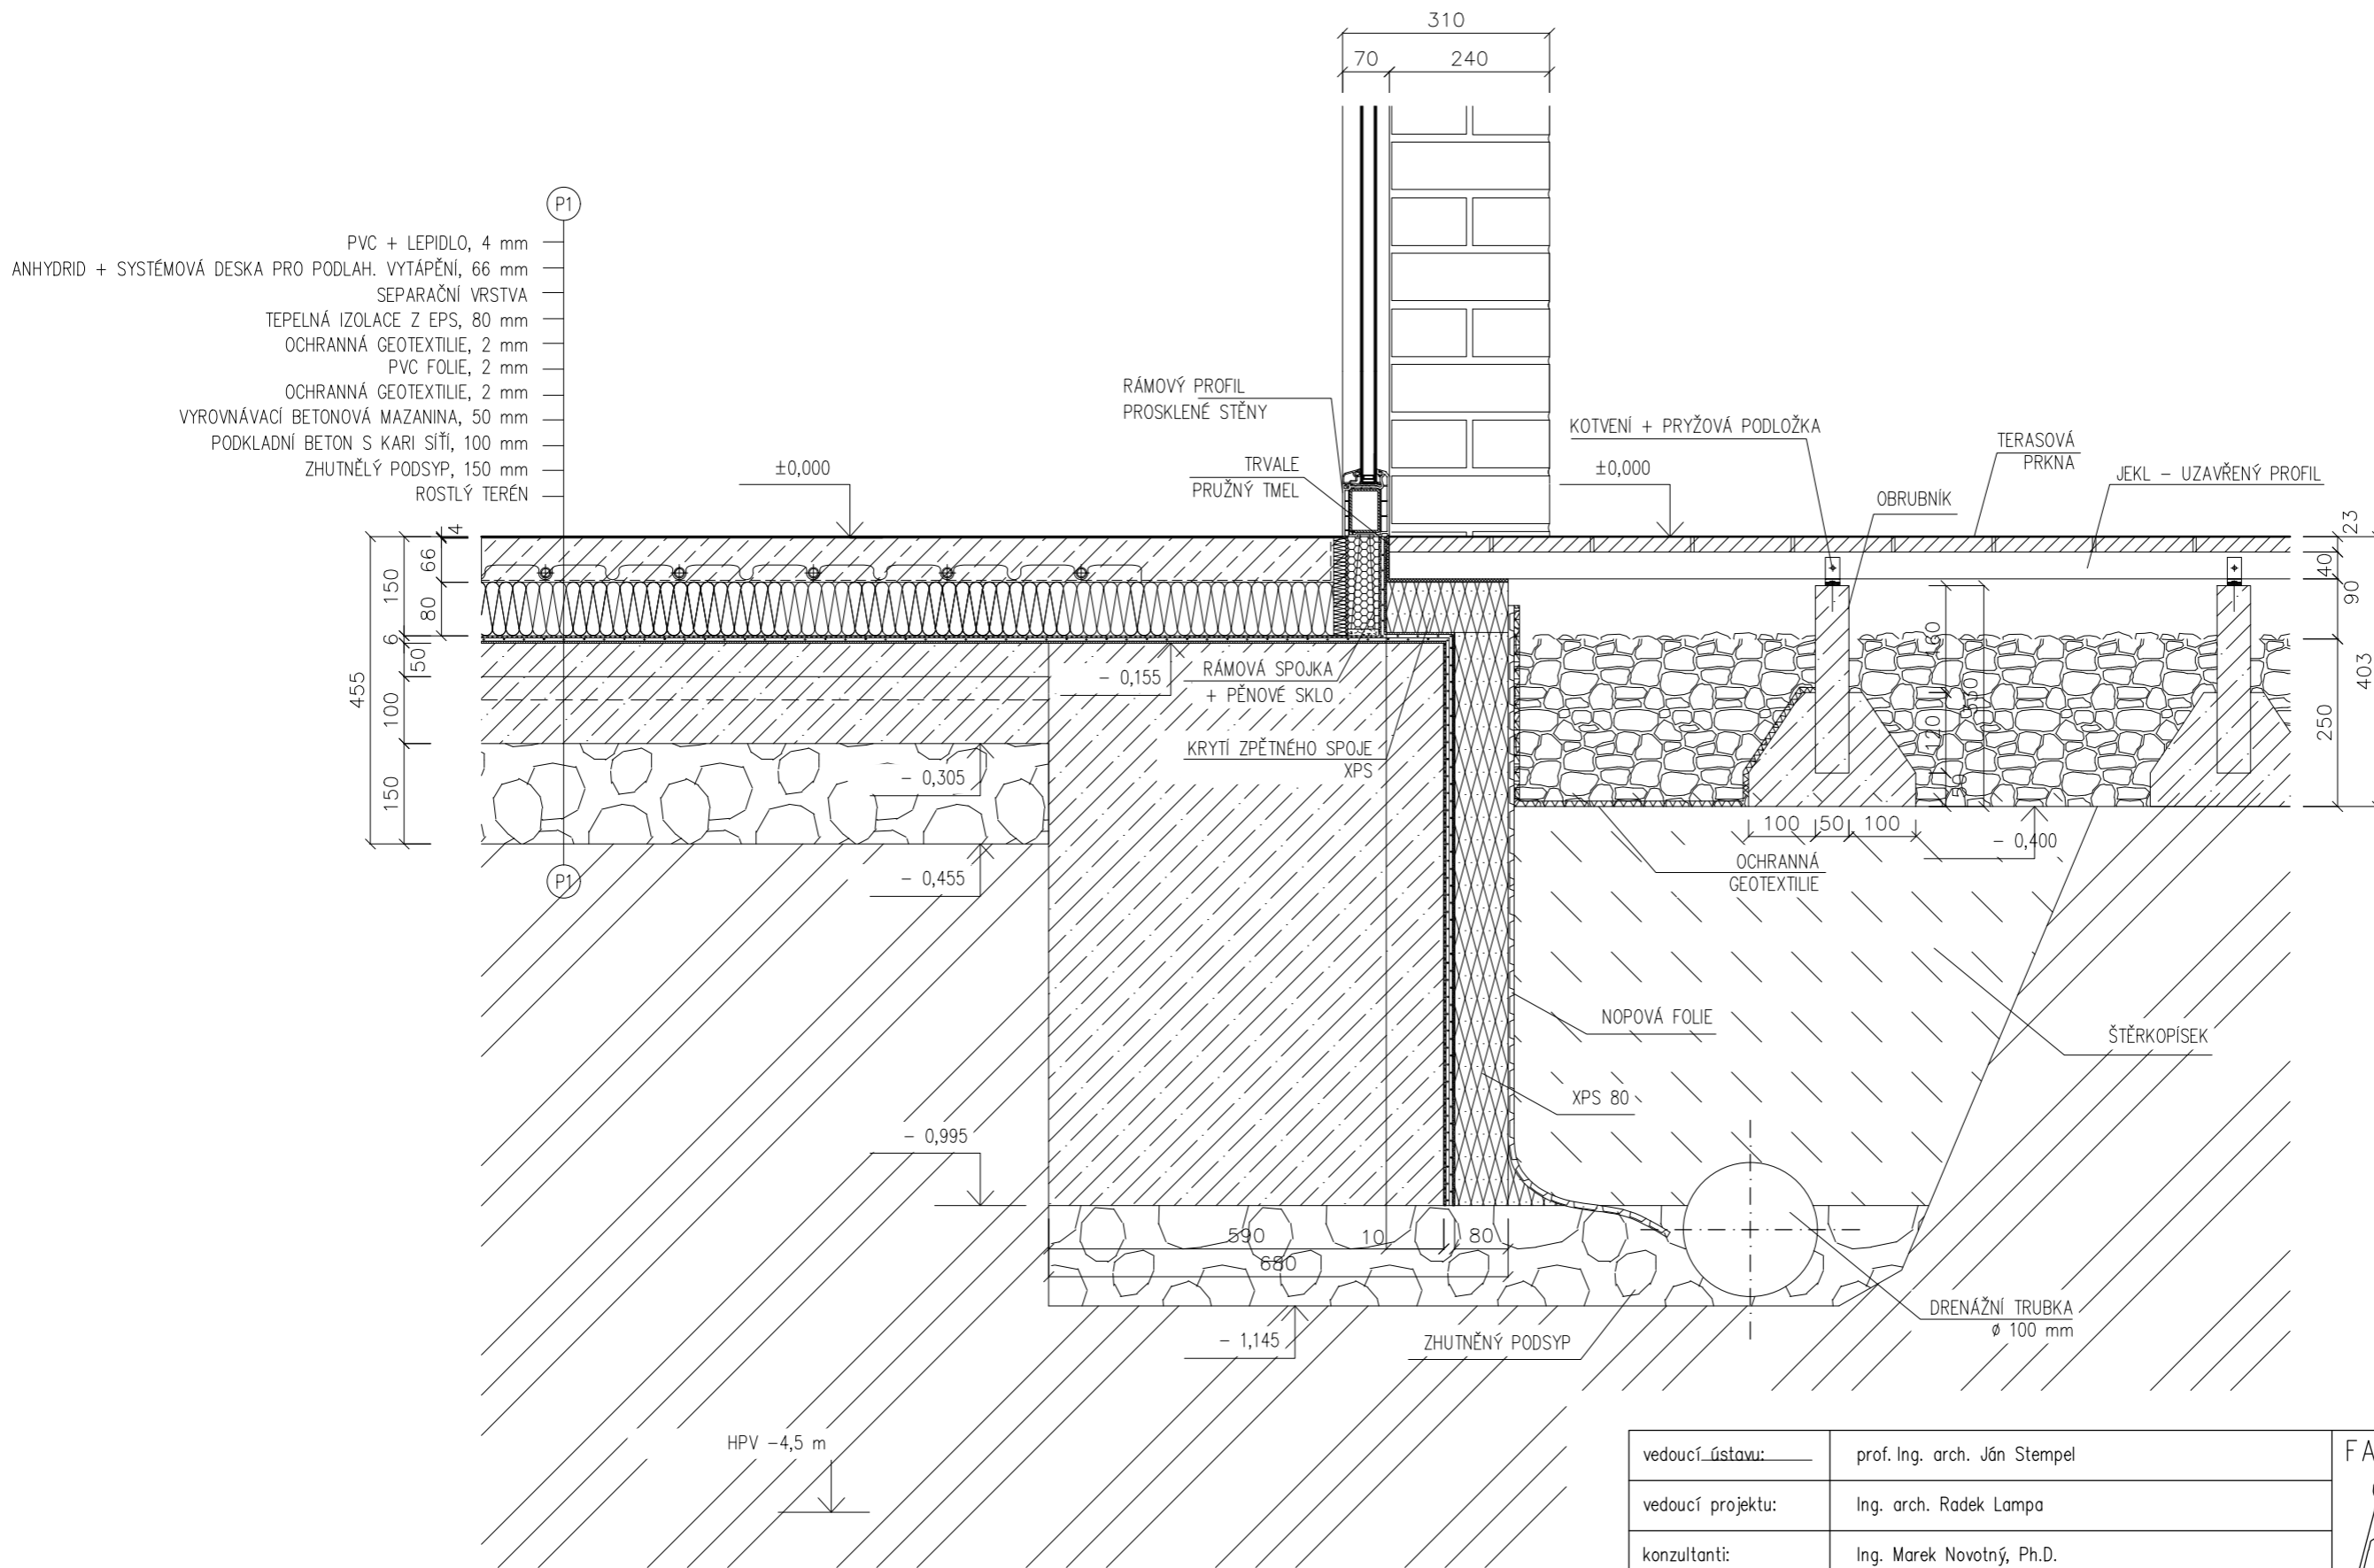 310
70
240
P1
PVC + LEPIDLO, 4 mm
ANHYDRID + SYSTÉMOVÁ DESKA PRO PODLAH. VYTÁPĚNÍ, 66 mm
SEPARAČNÍ VRSTVA
TEPELNÁ IZOLACE Z EPS, 80 mm
OCHRANNÁ GEOTEXTILIE, 2 mm
PVC FOLIE, 2 mm
OCHRANNÁ GEOTEXTILIE, 2 mm
VYROVNÁVACÍ BETONOVÁ MAZANINA, 50 mm
PODKLADNÍ BETON S KARI SÍTÍ, 100 mm
ZHUTNĚLÝ PODSYP, 150 mm
ROSTLÝ TERÉN
±0,000
RÁMOVÝ PROFIL
PROSKLENÉ STĚNY
TRVALE
PRUŽNÝ TMEL
KOTVENÍ + PRYŽOVÁ PODLOŽKA
±0,000
OBRUBNÍK
TERASOVÁ
PRKNA
JEKL – UZAVŘENÝ PROFIL
4
66
80
150
6
50
100
150
455
23
40
90
250
403
160
120
50
– 0,155
RÁMOVÁ SPOJKA
+ PĚNOVÉ SKLO
KRYTÍ ZPĚTNÉHO SPOJE
XPS
– 0,305
– 0,455
P1
100
50
100
– 0,400
OCHRANNÁ
GEOTEXTILIE
NOPOVÁ FOLIE
ŠTĚRKOPÍSEK
XPS 80
– 0,995
590
10
80
680
– 1,145
ZHUTNĚNÝ PODSYP
DRENÁŽNÍ TRUBKA
ø 100 mm
HPV –4,5 m
vedoucí ústavu:
prof. Ing. arch. Ján Stempel
FA
vedoucí projektu:
Ing. arch. Radek Lampa
konzultanti:
Ing. Marek Novotný, Ph.D.